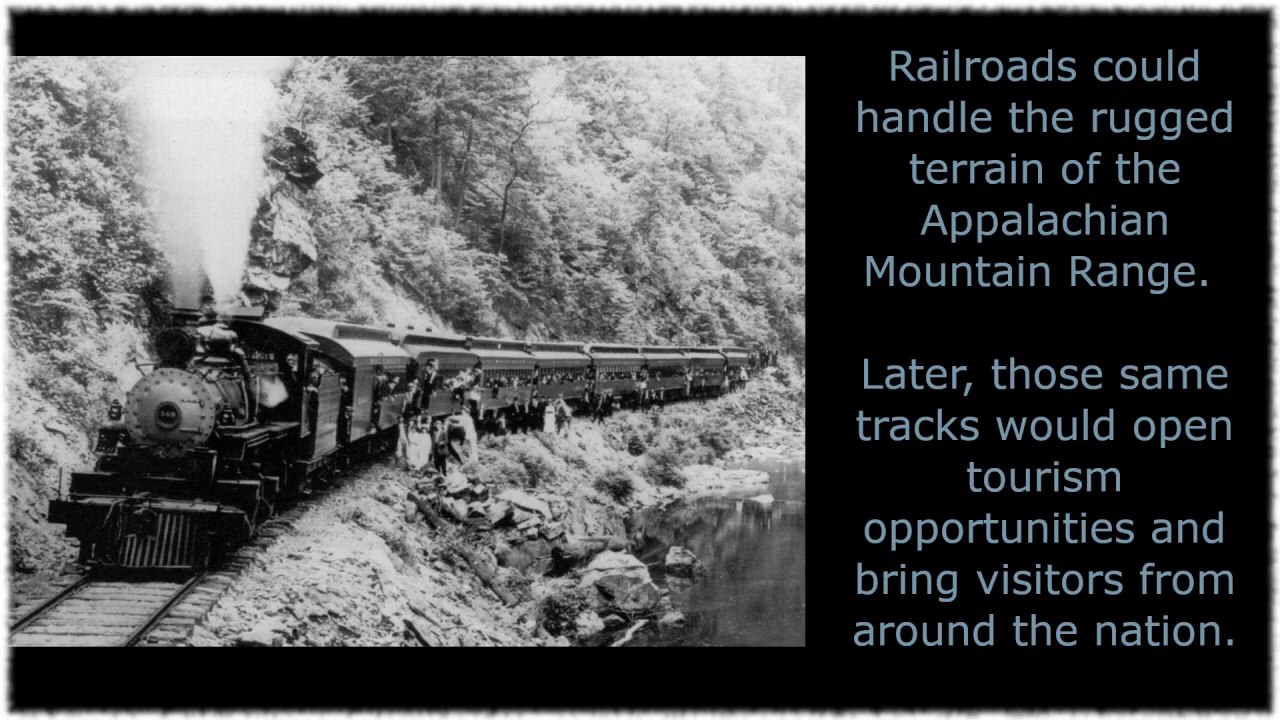 Railroads could
handle the rugged
terrain of the
Appalachian
Mountain Range.
Later, those same
tracks would open
tourism
opportunities and
bring visitors from
around the nation.